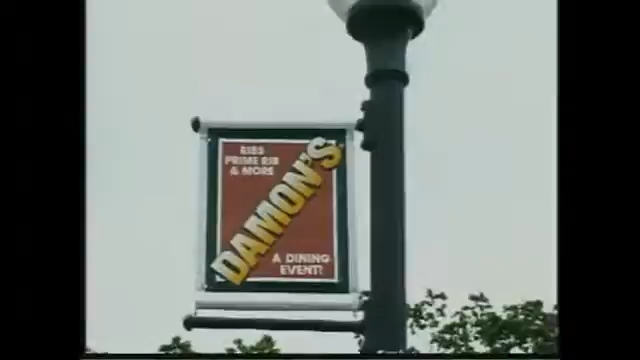 RIBS
PRIME RIB
& MORE
DAMON'S
A DINING
EVENT!